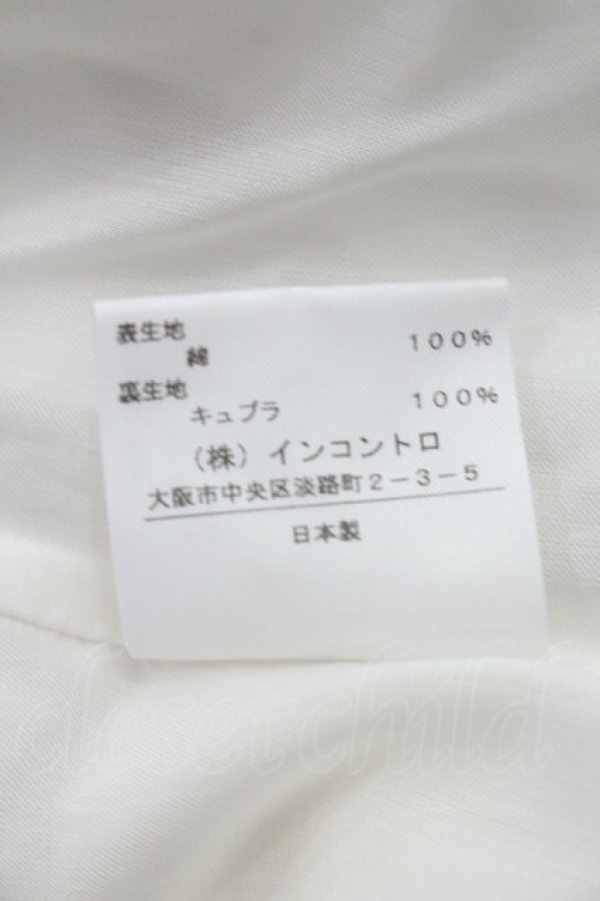 表生地
綿 100%
裏生地
キュプラ 100%
(株)インコントロ
大阪市中央区淡路町2-3-5
日本製
closetchild